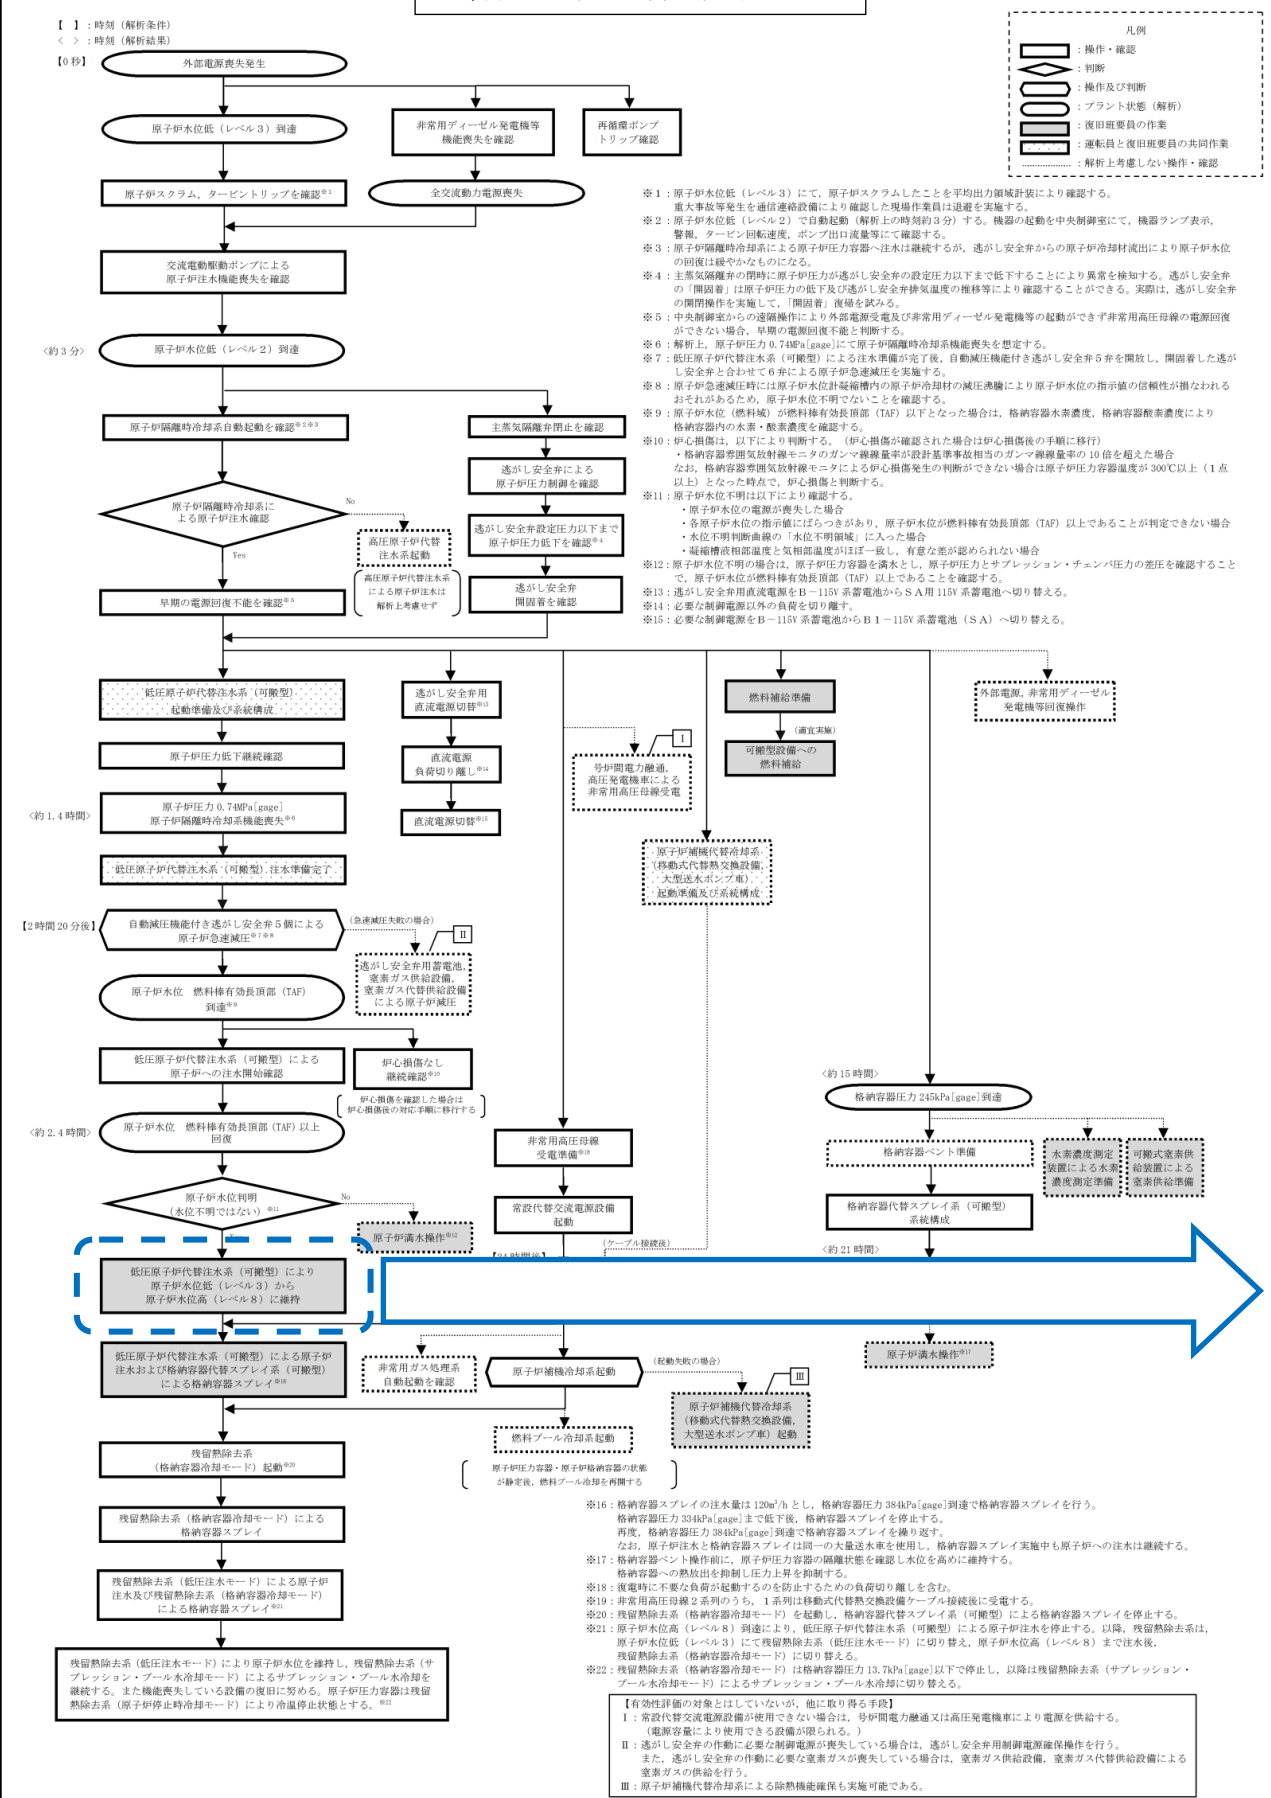 【　】：時刻（解析条件）
＜　＞：時刻（解析結果）
【0秒】
外部電源喪失発生
原子炉水位低（レベル３）到達
非常用ディーゼル発電機等
機能喪失を確認
再循環ポンプ
トリップ確認
原子炉スクラム，タービントリップを確認※1
全交流動力電源喪失
交流電動駆動ポンプによる
原子炉注水機能喪失を確認
〈約３分〉
原子炉水位低（レベル２）到達
原子炉隔離時冷却系自動起動を確認※2※3
主蒸気隔離弁閉止を確認
逃がし安全弁による
原子炉圧力制御を確認
原子炉隔離時冷却系に
よる原子炉注水確認
No
Yes
高圧原子炉代替
注水系起動
高圧原子炉代替注水系
による原子炉注水は
解析上考慮せず
逃がし安全弁設定圧力以下まで
原子炉圧力低下を確認※4
逃がし安全弁
開固着を確認
早期の電源回復不能を確認※5
凡例
：操作・確認
：判断
：操作及び判断
：プラント状態（解析）
：復旧班要員の作業
：運転員と復旧班要員の共同作業
：解析上考慮しない操作・確認
※１：原子炉水位低（レベル３）にて，原子炉スクラムしたことを平均出力領域計装により確認する。
重大事故等発生を通信連絡設備により確認した現場作業員は退避を実施する。
※２：原子炉水位低（レベル２）で自動起動（解析上の時刻約３分）する。機器の起動を中央制御室にて，機器ランプ表示，
警報，タービン回転速度，ポンプ出口流量等にて確認する。
※３：原子炉隔離時冷却系による原子炉圧力容器へ注水は継続するが，逃がし安全弁からの原子炉冷却材流出により原子炉水位
の回復は緩やかなものになる。
※４：主蒸気隔離弁の閉時に原子炉圧力が逃がし安全弁の設定圧力以下まで低下することにより異常を検知する。逃がし安全弁
の「開固着」は原子炉圧力の低下及び逃がし安全弁排気温度の推移等により確認することができる。実際は，逃がし安全弁
の開閉操作を実施して，「開固着」復帰を試みる。
※５：中央制御室からの遠隔操作により外部電源受電及び非常用ディーゼル発電機等の起動ができず非常用高圧母線の電源回復
ができない場合，早期の電源回復不能と判断する。
※６：解析上，原子炉圧力 0.74MPa[gage]にて原子炉隔離時冷却系機能喪失を想定する。
※７：低圧原子炉代替注水系（可搬型）による注水準備が完了後，自動減圧機能付き逃がし安全弁５弁を開放し，開固着した逃が
し安全弁と合わせて６弁による原子炉急速減圧を実施する。
※８：原子炉急速減圧時には原子炉水位計凝縮槽内の原子炉冷却材の減圧沸騰により原子炉水位の指示値の信頼性が損なわれる
おそれがあるため，原子炉水位不明でないことを確認する。
※９：原子炉水位（燃料域）が燃料棒有効長頂部（TAF）以下となった場合は，格納容器水素濃度，格納容器酸素濃度により
格納容器内の水素・酸素濃度を確認する。
※10：炉心損傷は，以下により判断する。（炉心損傷が確認された場合は炉心損傷後の手順に移行）
・格納容器雰囲気放射線モニタのガンマ線線量率が設計基準事故相当のガンマ線線量率の 10 倍を超えた場合
なお，格納容器雰囲気放射線モニタによる炉心損傷発生の判断ができない場合は原子炉圧力容器温度が 300℃以上（１点
以上）となった時点で，炉心損傷と判断する。
※11：原子炉水位不明は以下により確認する。
・原子炉水位の電源が喪失した場合
・各原子炉水位の指示値にばらつきがあり，原子炉水位が燃料棒有効長頂部（TAF）以上であることが判定できない場合
・水位不明判断曲線の「水位不明領域」に入った場合
・凝縮槽液相部温度と気相部温度がほぼ一致し，有意な差が認められない場合
※12：原子炉水位不明の場合は，原子炉圧力容器を満水とし，原子炉圧力とサプレッション・チェンバ圧力の差圧を確認すること
で，原子炉水位が燃料棒有効長頂部（TAF）以上であることを確認する。
※13：逃がし安全弁用直流電源をＢ－115V 系蓄電池からＳＡ用 115V 系蓄電池へ切り替える。
※14：必要な制御電源以外の負荷を切り離す。
※15：必要な制御電源をＢ－115V 系蓄電池からＢ１－115V 系蓄電池（ＳＡ）へ切り替える。
低圧原子炉代替注水系（可搬型）
起動準備及び系統構成
逃がし安全弁用
直流電源切替※13
燃料補給準備
（適宜実施）
可搬型設備への
燃料補給
外部電源，非常用ディーゼル
発電機等回復操作
原子炉圧力低下継続確認
直流電源
負荷切り離し※14
Ⅰ
号炉間電力融通，
高圧発電機車による
非常用高圧母線受電
〈約 1.4 時間〉
原子炉圧力 0.74MPa[gage]
原子炉隔離時冷却系機能喪失※6
直流電源切替※15
低圧原子炉代替注水系（可搬型）注水準備完了
原子炉補機代替冷却系
（移動式代替熱交換設備，
大型送水ポンプ車）
起動準備及び系統構成
【２時間 20 分後】
自動減圧機能付き逃がし安全弁５個による
原子炉急速減圧※7※8
（急速減圧失敗の場合）
Ⅱ
逃がし安全弁用蓄電池，
窒素ガス供給設備，
窒素ガス代替供給設備
による原子炉減圧
原子炉水位　燃料棒有効長頂部（TAF）
到達※9
低圧原子炉代替注水系（可搬型）による
原子炉への注水開始確認
炉心損傷なし
継続確認※10
炉心損傷を確認した場合は
炉心損傷後の対応手順に移行する
〈約 2.4 時間〉
原子炉水位　燃料棒有効長頂部（TAF）以上
回復
非常用高圧母線
受電準備※18
〈約 15 時間〉
格納容器圧力 245kPa[gage]到達
格納容器ベント準備
水素濃度測定
装置による水素
濃度測定準備
可搬式窒素供
給装置による
窒素供給準備
原子炉水位判明
（水位不明ではない）※11
No
原子炉満水操作※12
常設代替交流電源設備
起動
（ケーブル接続後）
格納容器代替スプレイ系（可搬型）
系統構成
〈約 21 時間〉
低圧原子炉代替注水系（可搬型）により
原子炉水位低（レベル３）から
原子炉水位高（レベル８）に維持
低圧原子炉代替注水系（可搬型）による原子炉
注水および格納容器代替スプレイ系（可搬型）
による格納容器スプレイ※16
非常用ガス処理系
自動起動を確認
原子炉補機冷却系起動
（起動失敗の場合）
Ⅲ
原子炉満水操作※17
原子炉補機代替冷却系
（移動式代替熱交換設備，
大型送水ポンプ車）起動
燃料プール冷却系起動
原子炉圧力容器・原子炉格納容器の状態
が静定後，燃料プール冷却を再開する
残留熱除去系
（格納容器冷却モード）起動※20
残留熱除去系（格納容器冷却モード）による
格納容器スプレイ
残留熱除去系（低圧注水モード）による原子炉
注水及び残留熱除去系（格納容器冷却モード）
による格納容器スプレイ※21
残留熱除去系（低圧注水モード）により原子炉水位を維持し，残留熱除去系（サ
プレッション・プール水冷却モード）によるサプレッション・プール水冷却を
継続する。また機能喪失している設備の復旧に努める。原子炉圧力容器は残留
熱除去系（原子炉停止時冷却モード）により冷温停止状態とする。※22
※16：格納容器スプレイの注水量は 120m³/h とし，格納容器圧力 384kPa[gage]到達で格納容器スプレイを行う。
格納容器圧力 334kPa[gage]まで低下後，格納容器スプレイを停止する。
再度，格納容器圧力 384kPa[gage]到達で格納容器スプレイを繰り返す。
なお，原子炉注水と格納容器スプレイは同一の大量送水車を使用し，格納容器スプレイ実施中も原子炉への注水は継続する。
※17：格納容器ベント操作前に，原子炉圧力容器の隔離状態を確認し水位を高めに維持する。
格納容器への熱放出を抑制し圧力上昇を抑制する。
※18：復電時に不要な負荷が起動するのを防止するための負荷切り離しを含む。
※19：非常用高圧母線２系列のうち，１系列は移動式代替熱交換設備ケーブル接続後に受電する。
※20：残留熱除去系（格納容器冷却モード）を起動し，格納容器代替スプレイ系（可搬型）による格納容器スプレイを停止する。
※21：原子炉水位高（レベル８）到達により，低圧原子炉代替注水系（可搬型）による原子炉注水を停止する。以降，残留熱除去系は，
原子炉水位低（レベル３）にて残留熱除去系（低圧注水モード）に切り替え，原子炉水位高（レベル８）まで注水後，
残留熱除去系（格納容器冷却モード）に切り替える。
※22：残留熱除去系（格納容器冷却モード）は格納容器圧力 13.7kPa[gage]以下で停止し，以降は残留熱除去系（サプレッション・
プール水冷却モード）によるサプレッション・プール水冷却に切り替える。
【有効性評価の対象とはしていないが，他に取り得る手段】
Ⅰ：常設代替交流電源設備が使用できない場合は，号炉間電力融通又は高圧発電機車により電源を供給する。
（電源容量により使用できる設備が限られる。）
Ⅱ：逃がし安全弁の作動に必要な制御電源が喪失している場合は，逃がし安全弁用制御電源確保操作を行う。
また，逃がし安全弁の作動に必要な窒素ガスが喪失している場合は，窒素ガス供給設備，窒素ガス代替供給設備による
窒素ガスの供給を行う。
Ⅲ：原子炉補機代替冷却系による除熱機能確保も実施可能である。